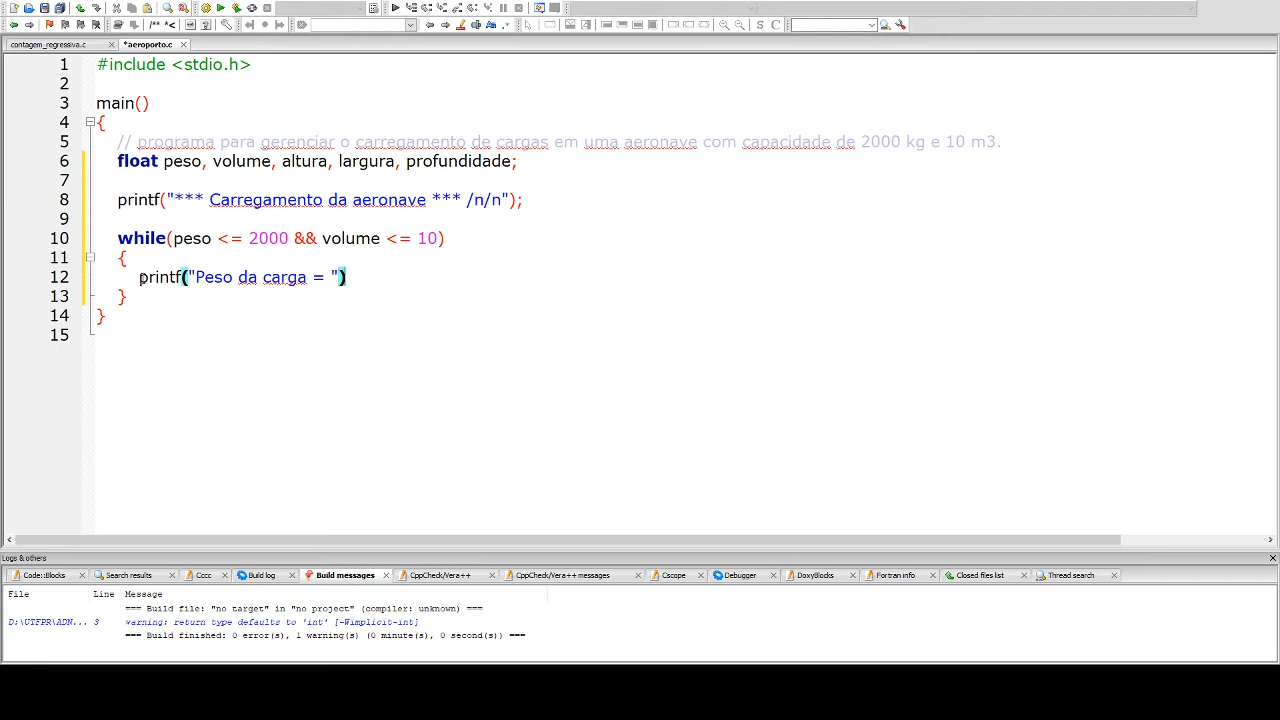 contagem_regressiva.c *aeroporto.c
1 #include <stdio.h>
2
3 main()
4 {
5 // programa para gerenciar o carregamento de cargas em uma aeronave com capacidade de 2000 kg e 10 m3.
6 float peso, volume, altura, largura, profundidade;
7
8 printf("*** Carregamento da aeronave *** /n/n");
9
10 while(peso <= 2000 && volume <= 10)
11 {
12 printf("Peso da carga = ")
13 }
14 }
15
Logs & others
Code::Blocks Search results Cccc Build log Build messages CppCheck/Vera++ CppCheck/Vera++ messages Cscope Debugger DoxyBlocks Fortran info Closed files list Thread search
File Line Message
=== Build file: "no target" in "no project" (compiler: unknown) ===
D:\UTFPR\ADN... 3 warning: return type defaults to 'int' [-Wimplicit-int]
=== Build finished: 0 error(s), 1 warning(s) (0 minute(s), 0 second(s)) ===